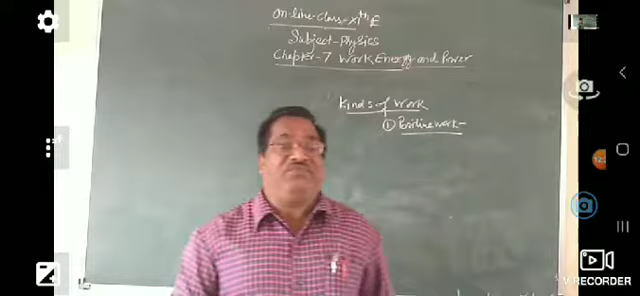 On-line-class-XIth E
Subject-Physics
Chapter-7 Work, Energy and Power
Kinds of Work
① Positive work-
V RECORDER